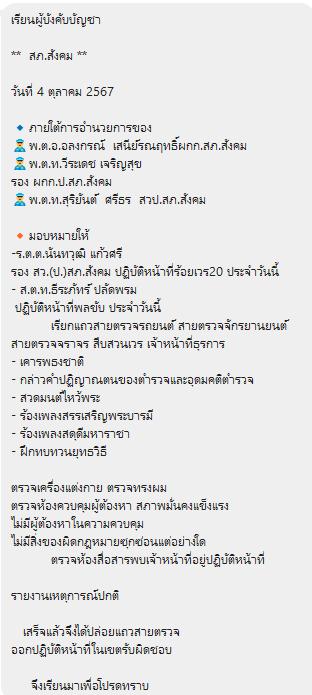 เรียนผู้บังคับบัญชา
** สภ.สังคม **
วันที่ 4 ตุลาคม 2567
🔹ภายใต้การอำนวยการของ
👮พ.ต.อ.อลงกรณ์ เสนีย์รณฤทธิ์ผกก.สภ.สังคม
👮พ.ต.ท.วีระเดช เจริญสุข
รอง ผกก.ป.สภ.สังคม
👮พ.ต.ท.สุริยันต์ ศรีธร สวป.สภ.สังคม
🔸มอบหมายให้
-ร.ต.ต.นันทวุฒิ แก้วศรี
รอง สว.(ป.)สภ.สังคม ปฏิบัติหน้าที่ร้อยเวร20 ประจำวันนี้
- ส.ต.ท.ธีระภัทร์ ปลัดพรม
ปฏิบัติหน้าที่พลขับ ประจำวันนี้
เรียกแถวสายตรวจรถยนต์ สายตรวจจักรยานยนต์
สายตรวจจราจร สืบสวนเวร เจ้าหน้าที่ธุรการ
- เคารพธงชาติ
- กล่าวคำปฏิญาณตนของตำรวจและอุดมคติตำรวจ
- สวดมนต์ไหว้พระ
- ร้องเพลงสรรเสริญพระบารมี
- ร้องเพลงสดุดีมหาราชา
- ฝึกทบทวนยุทธวิธี
ตรวจเครื่องแต่งกาย ตรวจทรงผม
ตรวจห้องควบคุมผู้ต้องหา สภาพมั่นคงแข็งแรง
ไม่มีผู้ต้องหาในความควบคุม
ไม่มีสิ่งของผิดกฎหมายซุกซ่อนแต่อย่างใด
ตรวจห้องสื่อสารพบเจ้าหน้าที่อยู่ปฏิบัติหน้าที่
รายงานเหตุการณ์ปกติ
เสร็จแล้วจึงได้ปล่อยแถวสายตรวจ
ออกปฏิบัติหน้าที่ในเขตรับผิดชอบ
จึงเรียนมาเพื่อโปรดทราบ